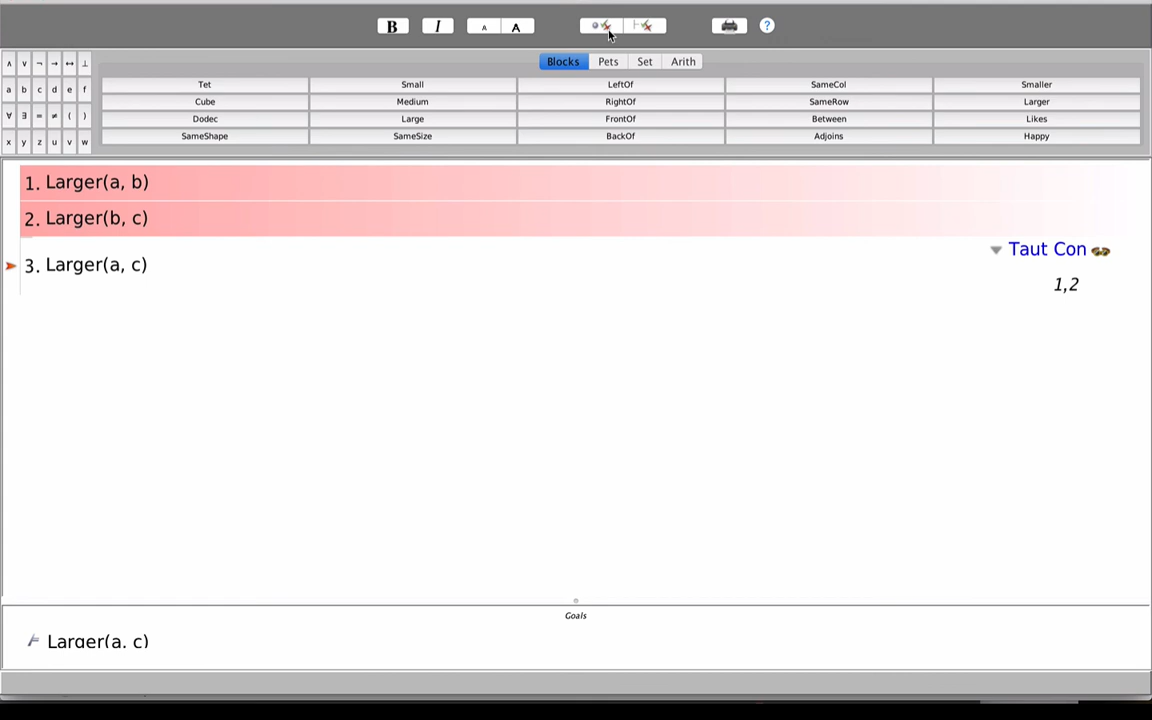 B I A A ?
Blocks Pets Set Arith
∧ ∨ ¬ → ↔ ⊥
a b c d e f
∀ ∃ = ≠ ( )
x y z u v w
Tet Small LeftOf SameCol Smaller
Cube Medium RightOf SameRow Larger
Dodec Large FrontOf Between Likes
SameShape SameSize BackOf Adjoins Happy
1. Larger(a, b)
2. Larger(b, c)
3. Larger(a, c) Taut Con
1,2
Goals
Larger(a, c)